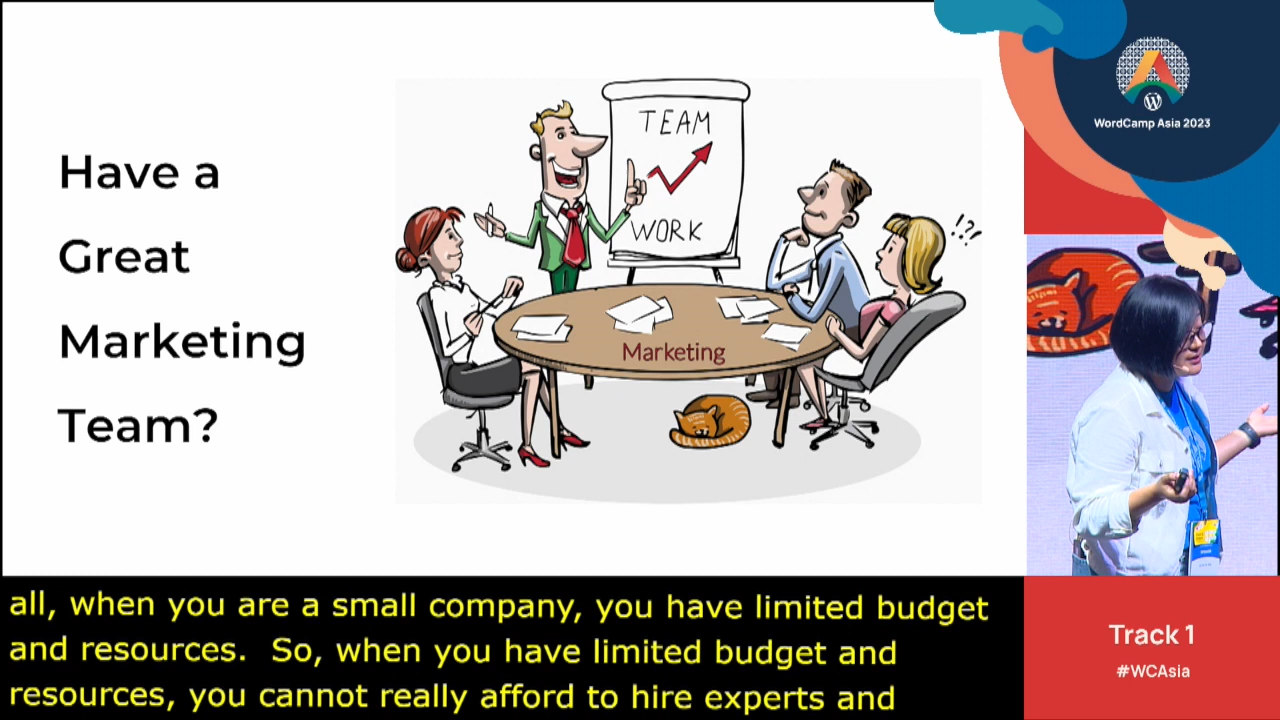 Have a
Great
Marketing
Team?
TEAM
WORK
!?!
Marketing
WordCamp Asia 2023
all, when you are a small company, you have limited budget
and resources.  So, when you have limited budget and
resources, you cannot really afford to hire experts and
Track 1
#WCAsia